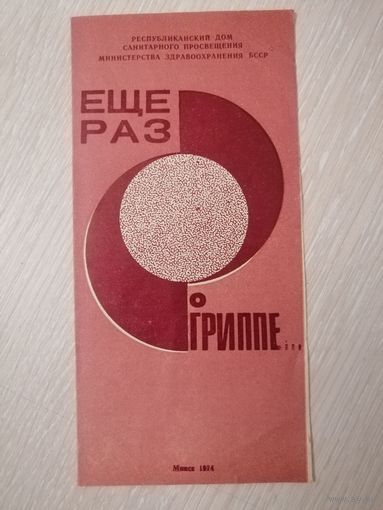 РЕСПУБЛИКАНСКИЙ ДОМ
САНИТАРНОГО ПРОСВЕЩЕНИЯ
МИНИСТЕРСТВА ЗДРАВООХРАНЕНИЯ БССР
ЕЩЕ
РАЗ
О
ГРИППЕ...
Минск 1974